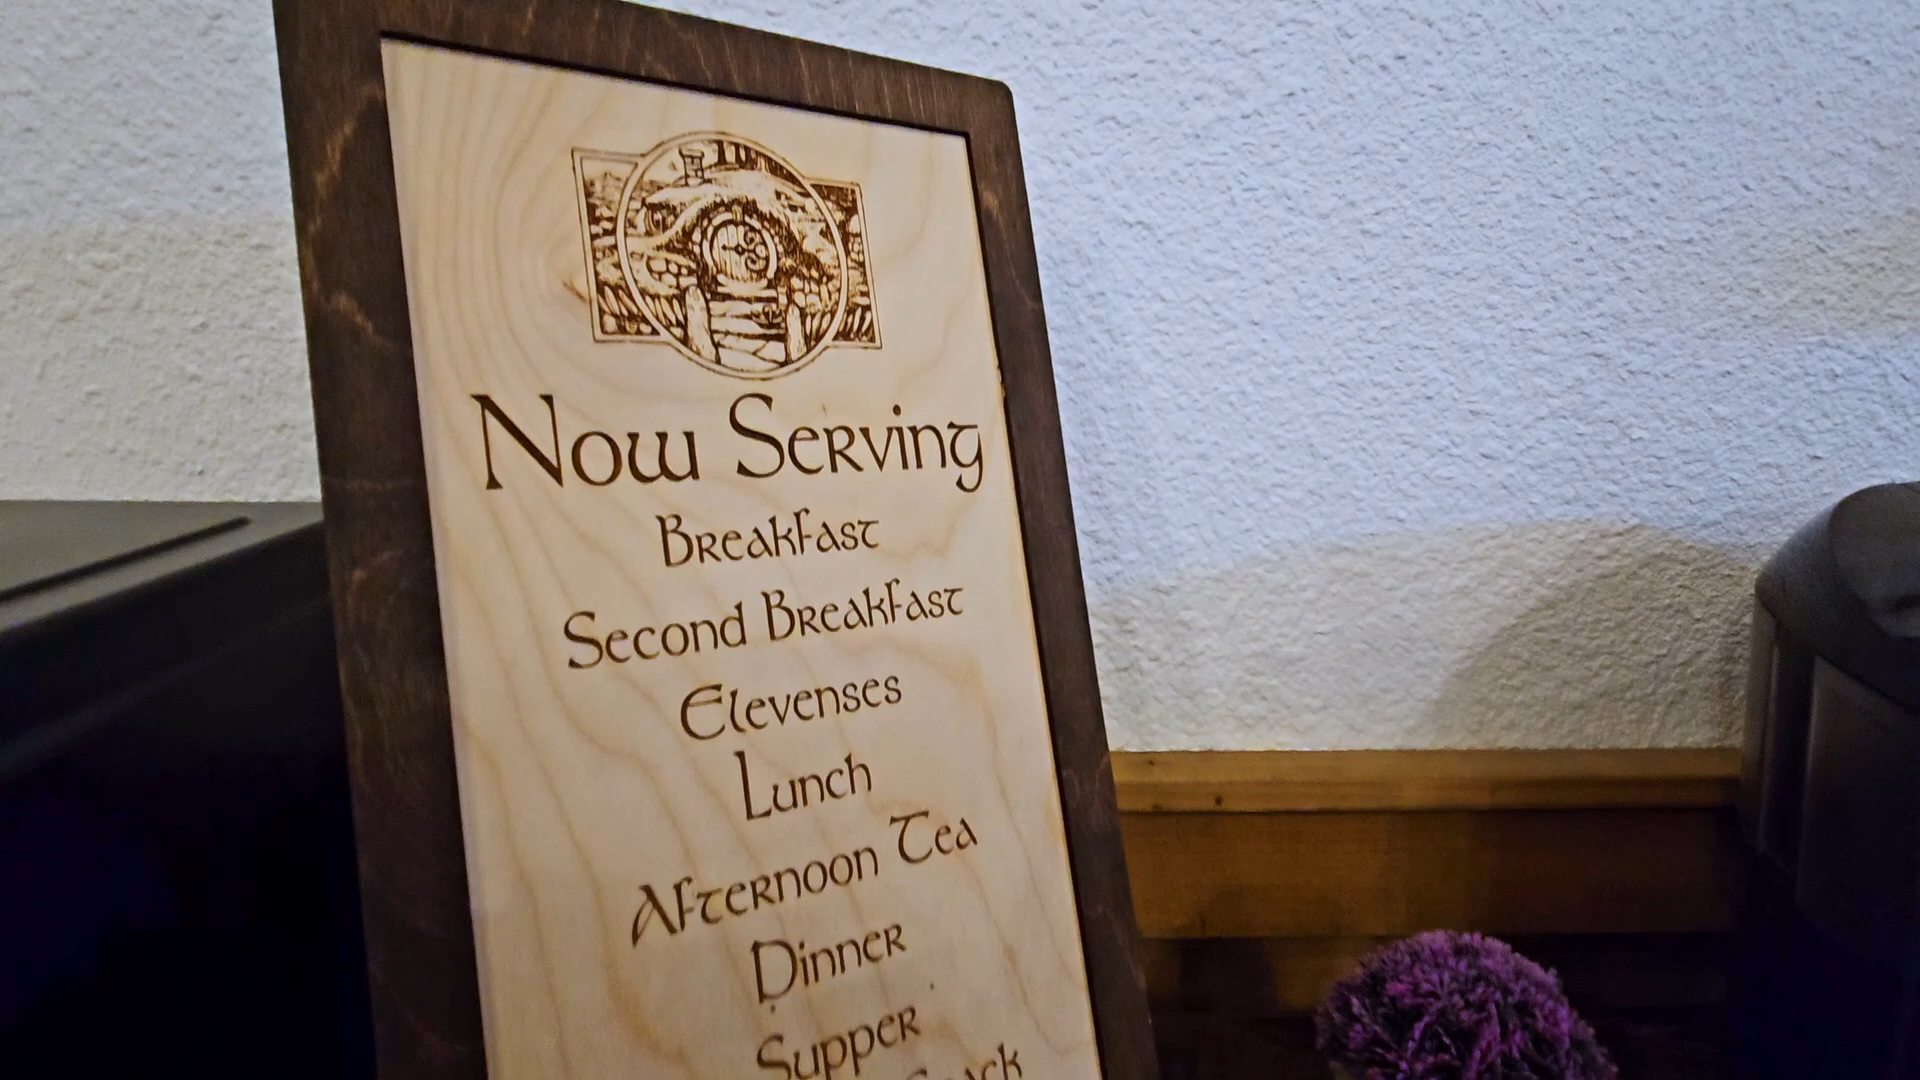 Now Serving
Breakfast
Second Breakfast
Elevenses
Lunch
Afternoon Tea
Dinner
Supper